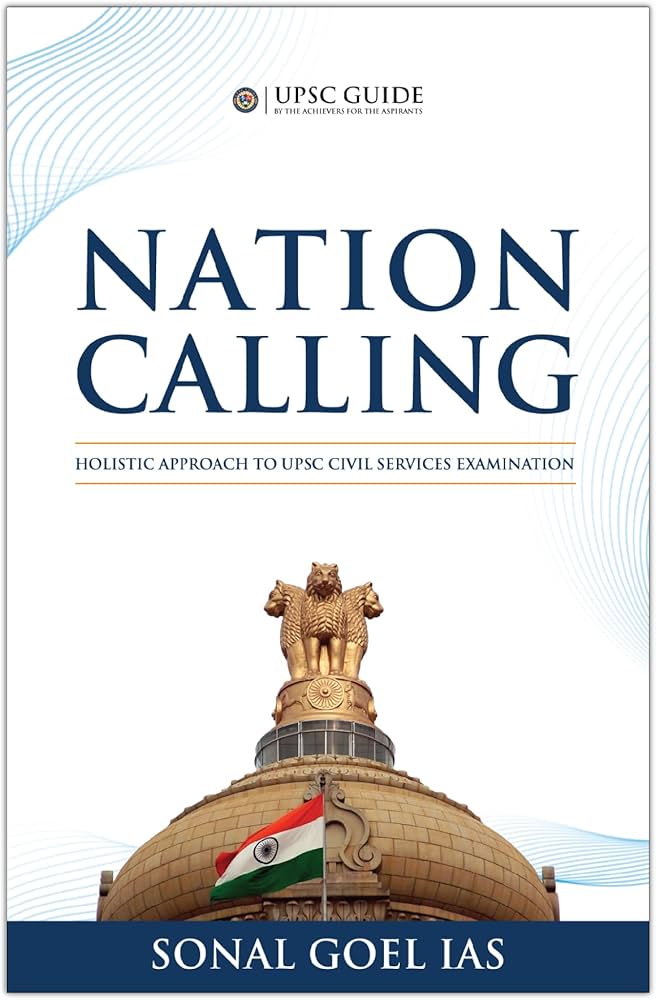 UPSC GUIDE
BY THE ACHIEVERS FOR THE ASPIRANTS
NATION
CALLING
HOLISTIC APPROACH TO UPSC CIVIL SERVICES EXAMINATION
SONAL GOEL IAS